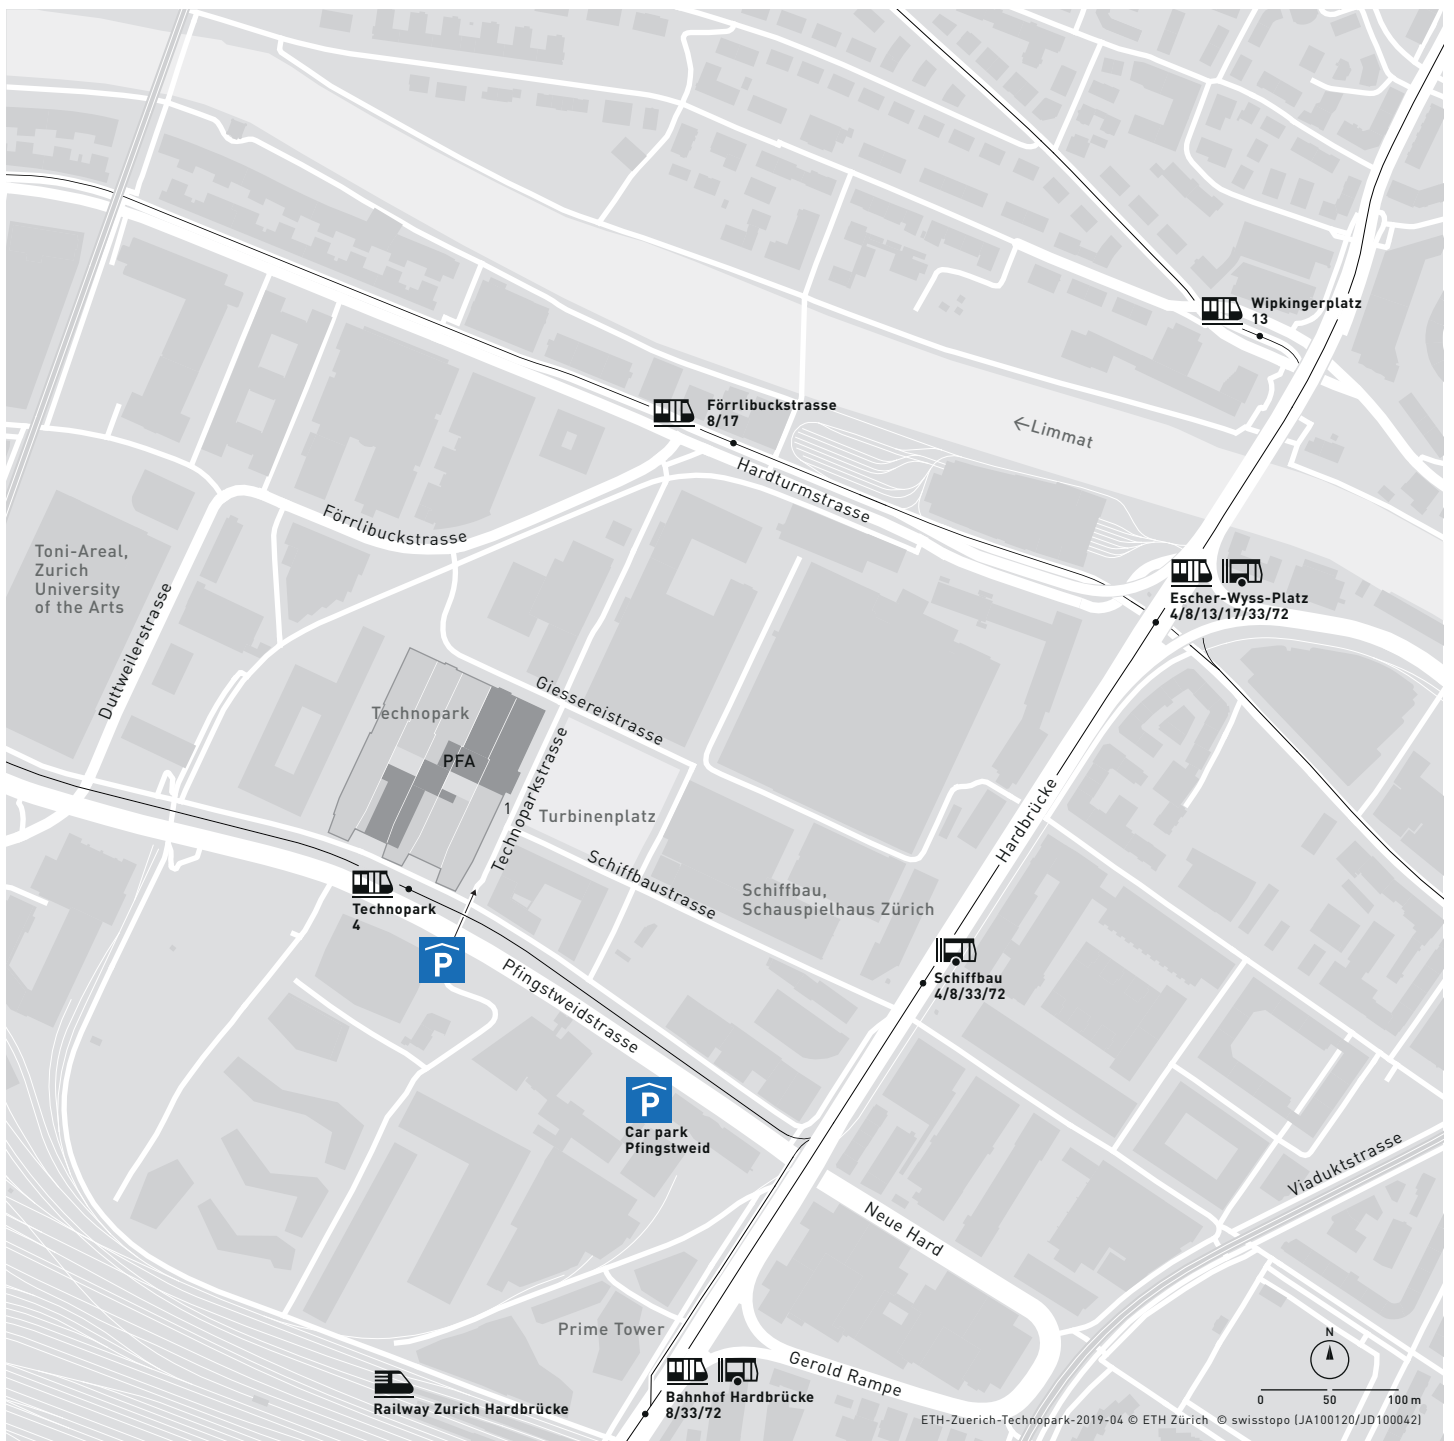 Wipkingerplatz
13
Förrlibuckstrasse
8/17
←Limmat
Hardturmstrasse
Förrlibuckstrasse
Toni-Areal,
Zurich
University
of the Arts
Duttweilerstrasse
Escher-Wyss-Platz
4/8/13/17/33/72
Giessereistrasse
Technopark
PFA
Technoparkstrasse
1
Turbinenplatz
Hardbrücke
Schiffbaustrasse
Schiffbau,
Schauspielhaus Zürich
Technopark
4
P
Pfingstweidstrasse
Schiffbau
4/8/33/72
P
Car park
Pfingstweid
Viaduktstrasse
Neue Hard
Prime Tower
Gerold Rampe
Bahnhof Hardbrücke
8/33/72
Railway Zurich Hardbrücke
N
0 50 100 m
ETH-Zuerich-Technopark-2019-04 © ETH Zürich © swisstopo (JA100120/JD100042)